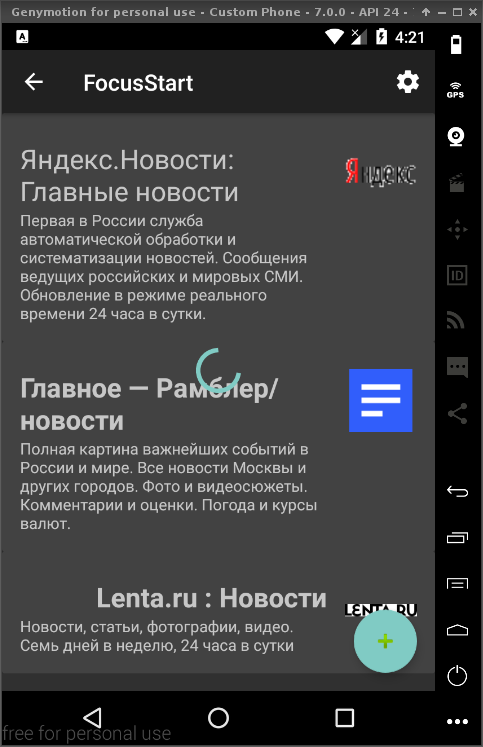 Genymotion for personal use - Custom Phone - 7.0.0 - API 24 -
A
4:21
FocusStart
GPS
Яндекс.Новости:
Главные новости
Яндекс
Первая в России служба
автоматической обработки и
систематизации новостей. Сообщения
ведущих российских и мировых СМИ.
Обновление в режиме реального
времени 24 часа в сутки.
ID
Главное — Рамблер/
новости
Полная картина важнейших событий в
России и мире. Все новости Москвы и
других городов. Фото и видеосюжеты.
Комментарии и оценки. Погода и курсы
валют.
Lenta.ru : Новости
LENTA.RU
Новости, статьи, фотографии, видео.
Семь дней в неделю, 24 часа в сутки
free for personal use